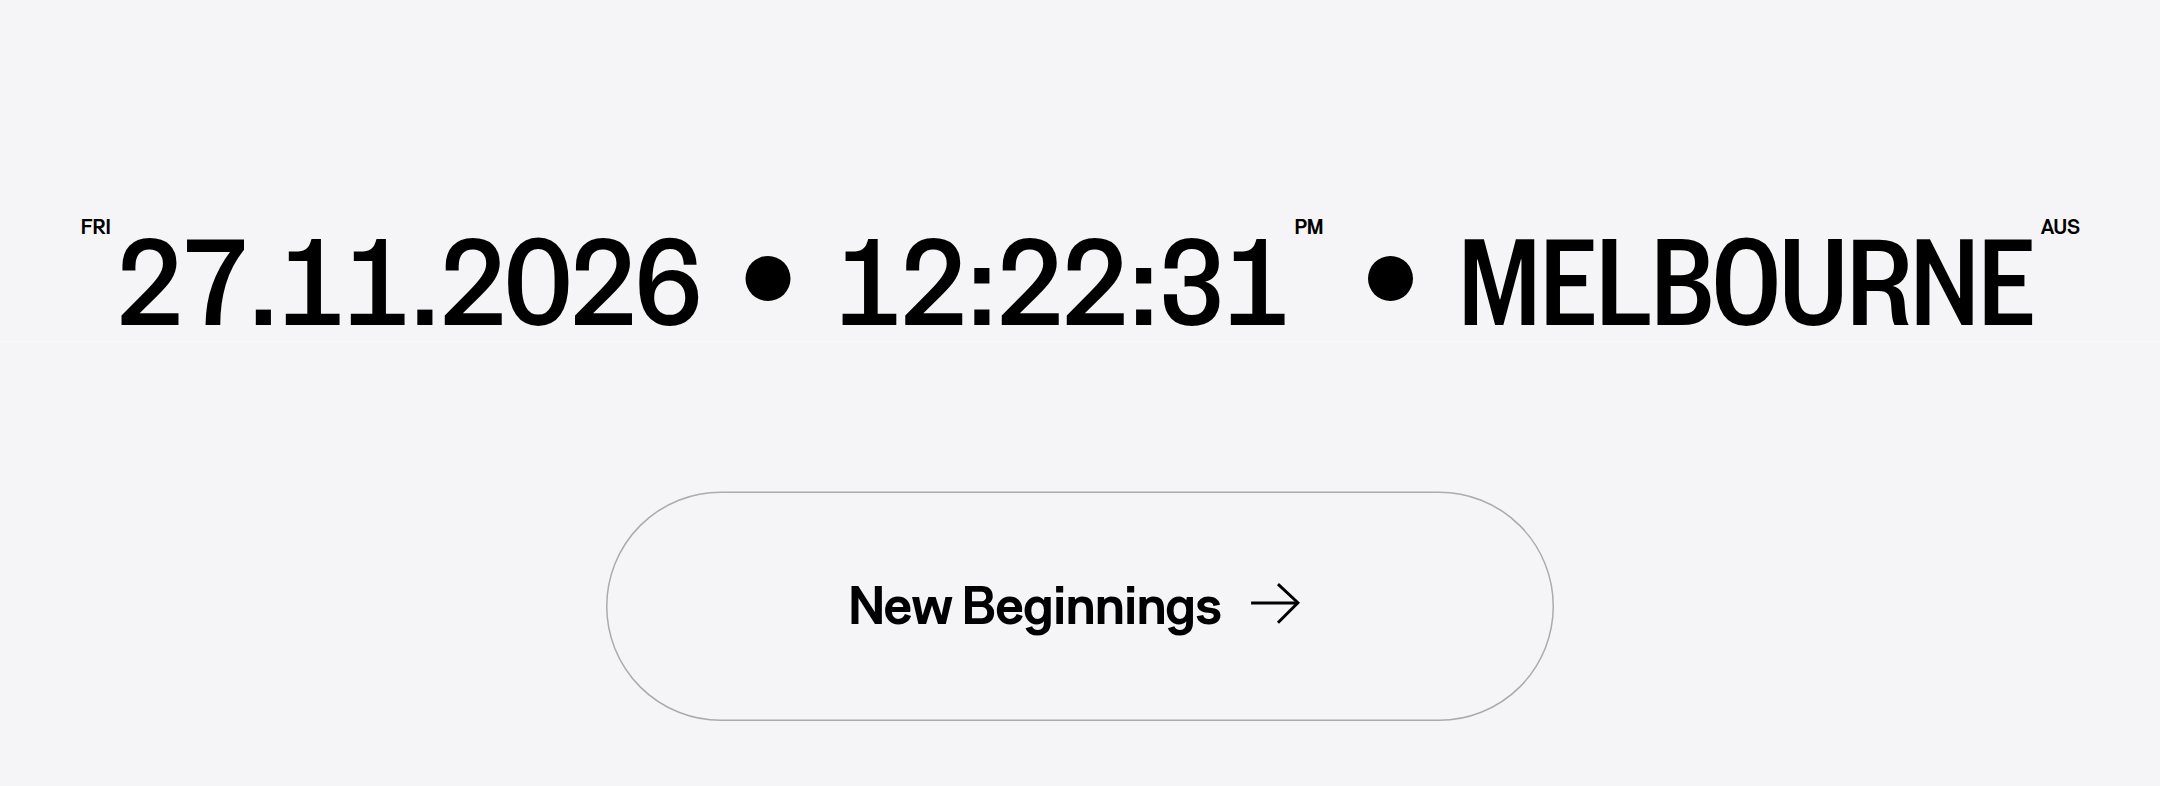 FRI 27.11.2026 ● 12:22:31 PM ● MELBOURNE AUS
New Beginnings →